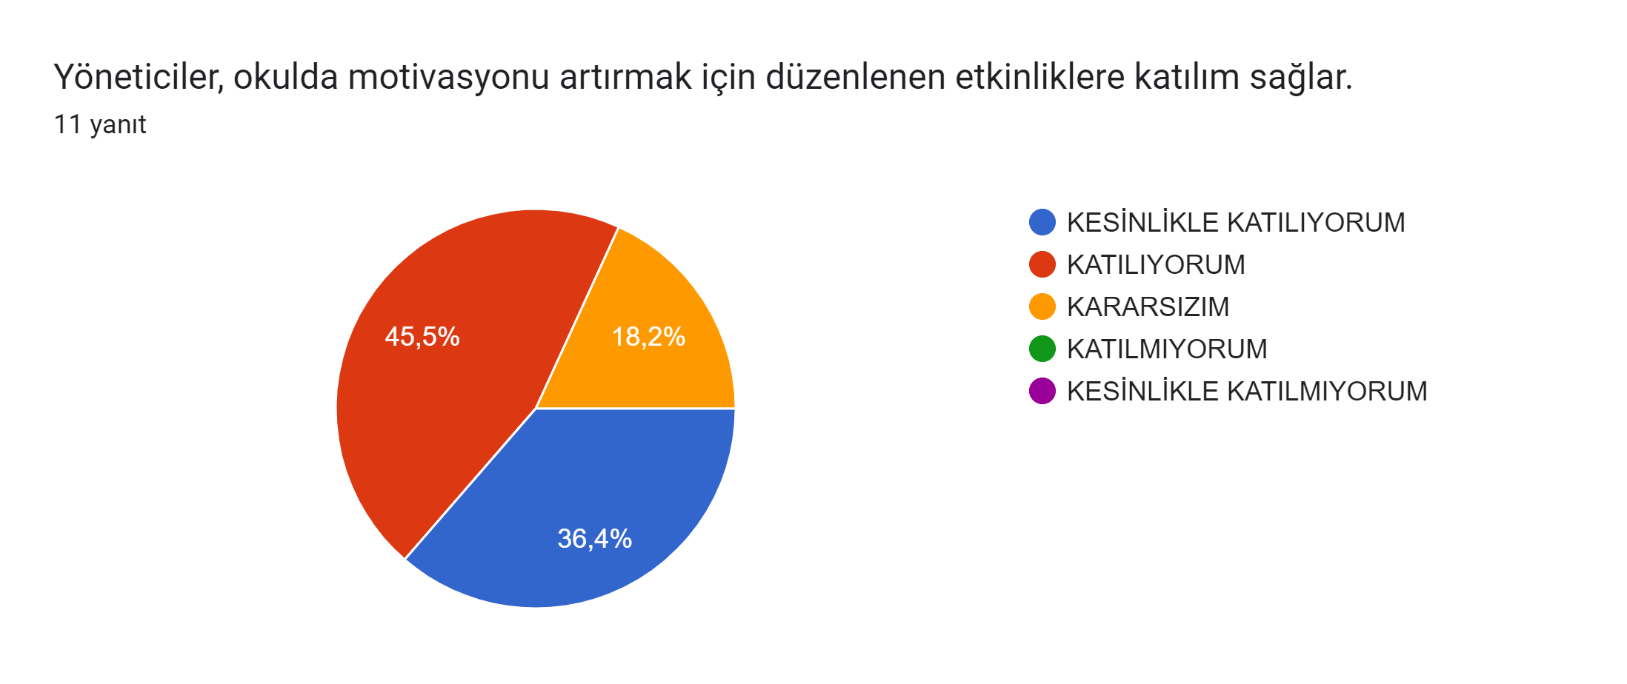 Yöneticiler, okulda motivasyonu artırmak için düzenlenen etkinliklere katılım sağlar.
11 yanıt
KESİNLİKLE KATILIYORUM
KATILIYORUM
KARARSIZIM
KATILMIYORUM
KESİNLİKLE KATILMIYORUM
45,5%
18,2%
36,4%